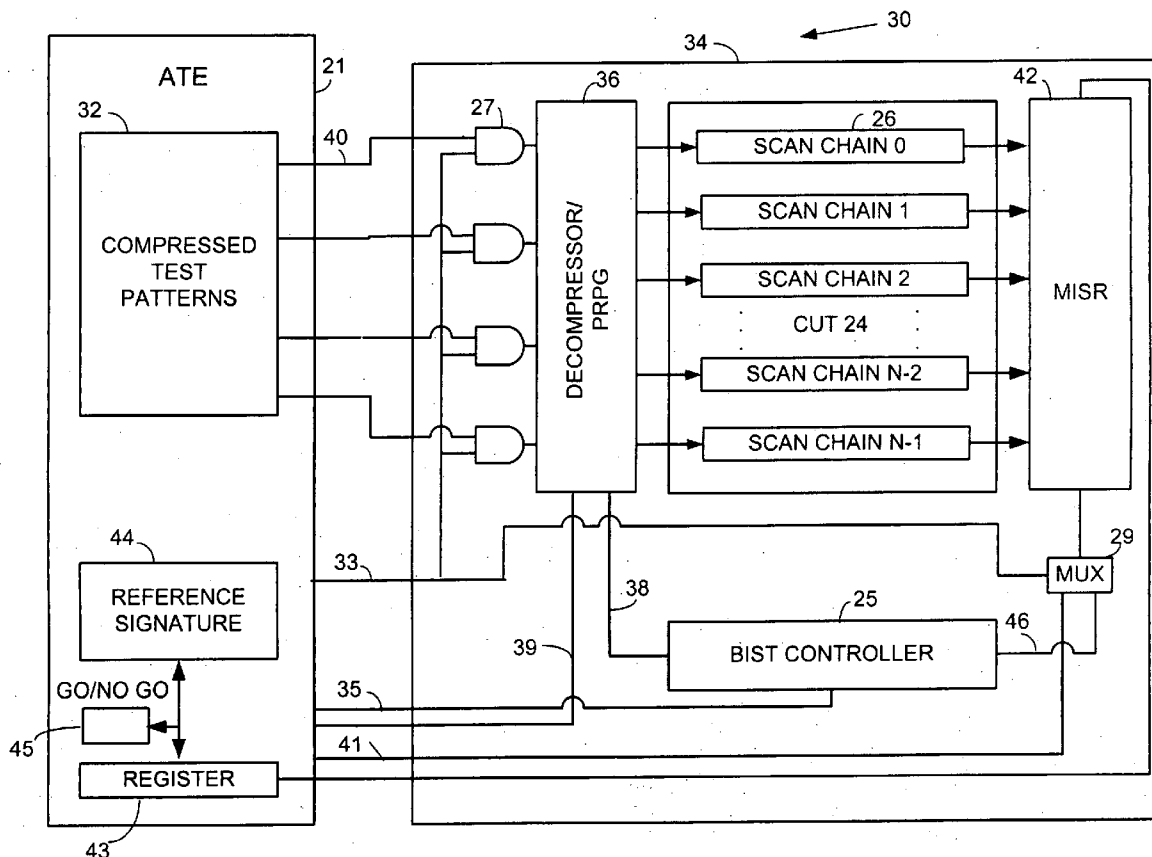 30
ATE
21
34
32
40
27
36
26
42
COMPRESSED
TEST
PATTERNS
DECOMPRESSOR/
PRPG
SCAN CHAIN 0
SCAN CHAIN 1
SCAN CHAIN 2
CUT 24
SCAN CHAIN N-2
SCAN CHAIN N-1
MISR
44
33
29
REFERENCE
SIGNATURE
38
MUX
25
39
BIST CONTROLLER
46
GO/NO GO
35
45
41
REGISTER
43